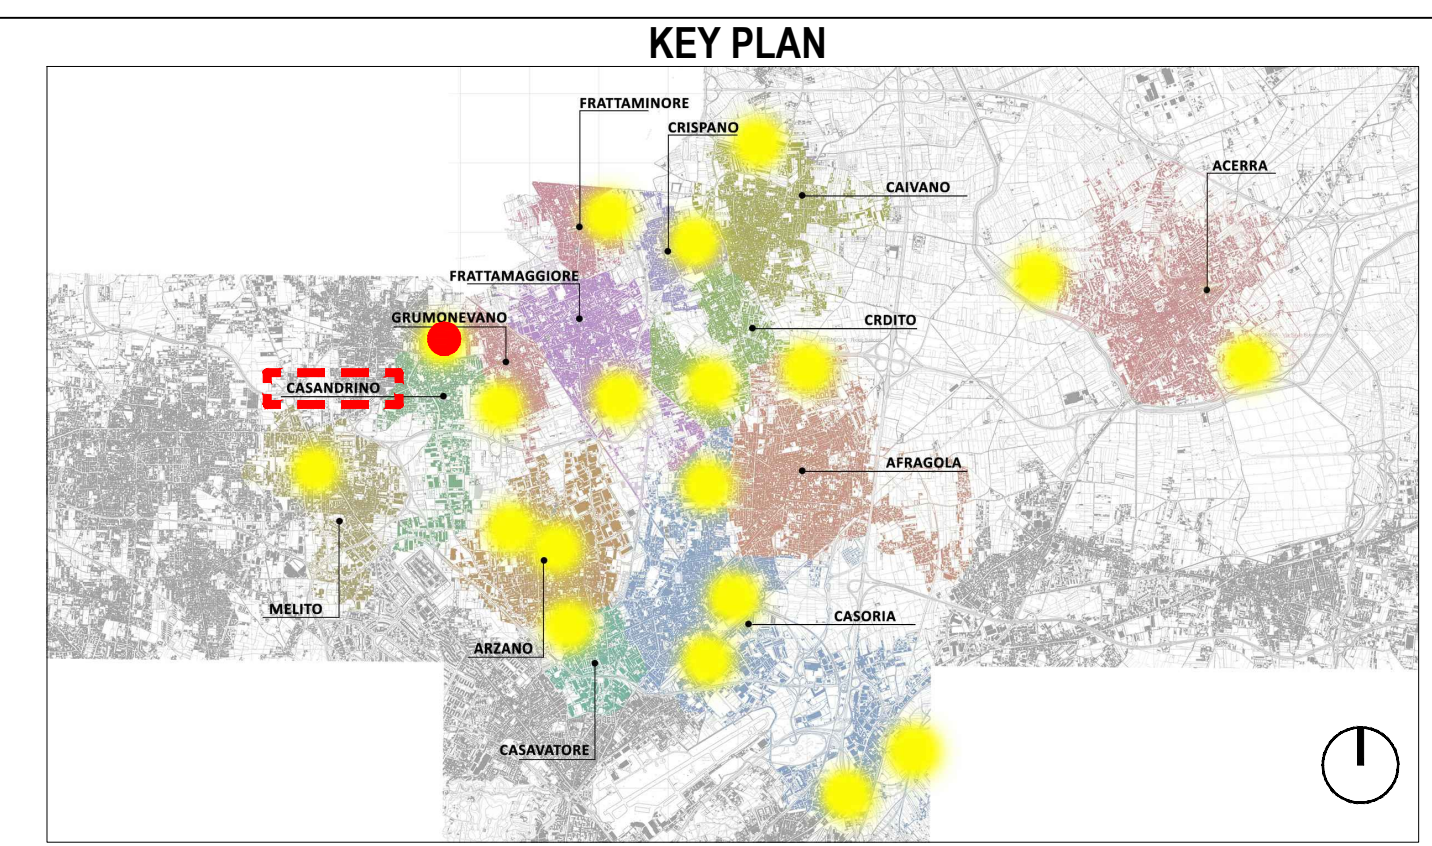 KEY PLAN
FRATTAMINORE
CRISPANO
ACERRA
CAIVANO
FRATTAMAGGIORE
GRUMONEVANO
CRDITO
CASANDRINO
AFRAGOLA
MELITO
CASORIA
ARZANO
CASAVATORE